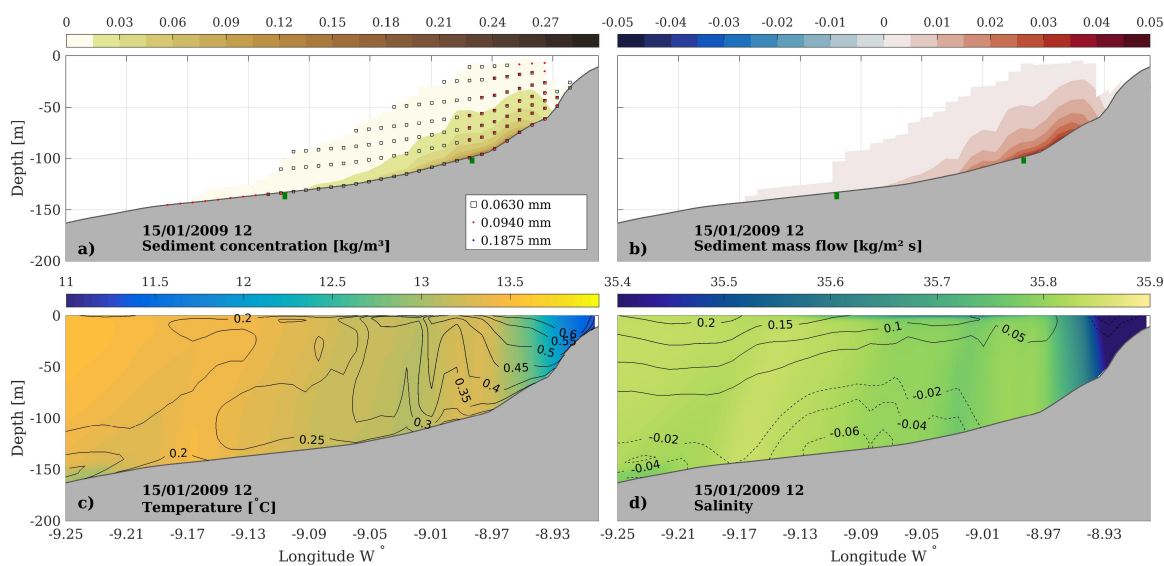 0 0.03 0.06 0.09 0.12 0.15 0.18 0.21 0.24 0.27
-0.05 -0.04 -0.03 -0.02 -0.01 0 0.01 0.02 0.03 0.04 0.05
0
-50
-100
-150
-200
Depth [m]
0.0630 mm
0.0940 mm
0.1875 mm
15/01/2009 12
a) Sediment concentration [kg/m³]
15/01/2009 12
b) Sediment mass flow [kg/m² s]
11 11.5 12 12.5 13 13.5
35.4 35.5 35.6 35.7 35.8 35.9
0
-50
-100
-150
-200
Depth [m]
0.2
0.6
0.55
0.5
0.45
0.4
0.35
0.3
0.25
0.2
15/01/2009 12
c) Temperature [°C]
0.2 0.15 0.1 0.05
-0.02
-0.04
-0.06
-0.02
-0.04
15/01/2009 12
d) Salinity
-9.25 -9.21 -9.17 -9.13 -9.09 -9.05 -9.01 -8.97 -8.93
-9.25 -9.21 -9.17 -9.13 -9.09 -9.05 -9.01 -8.97 -8.93
Longitude W °
Longitude W °